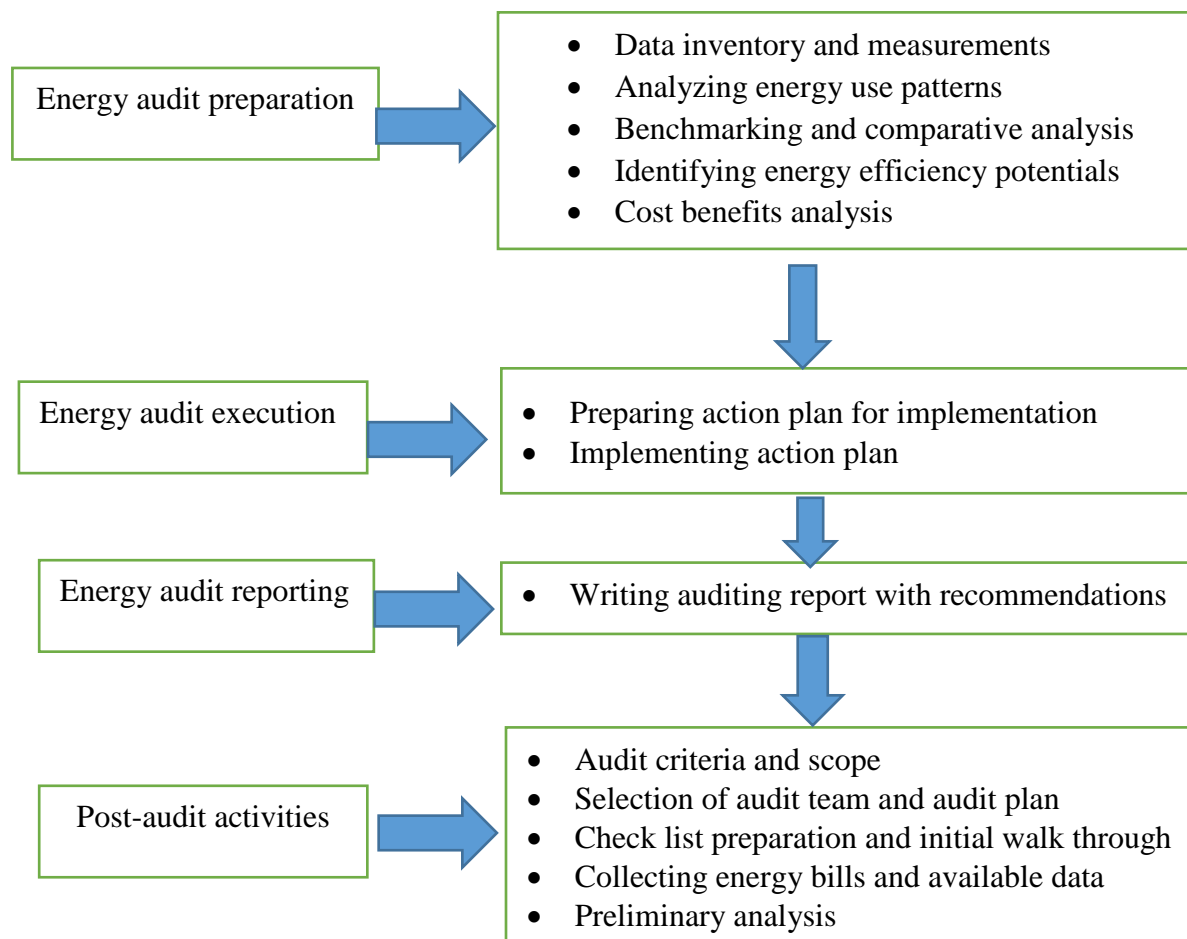 Energy audit preparation
• Data inventory and measurements
• Analyzing energy use patterns
• Benchmarking and comparative analysis
• Identifying energy efficiency potentials
• Cost benefits analysis
Energy audit execution
• Preparing action plan for implementation
• Implementing action plan
Energy audit reporting
• Writing auditing report with recommendations
Post-audit activities
• Audit criteria and scope
• Selection of audit team and audit plan
• Check list preparation and initial walk through
• Collecting energy bills and available data
• Preliminary analysis